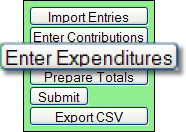 Import Entries
Enter Contributions
Enter Expenditures
Prepare Totals
Submit
Export CSV